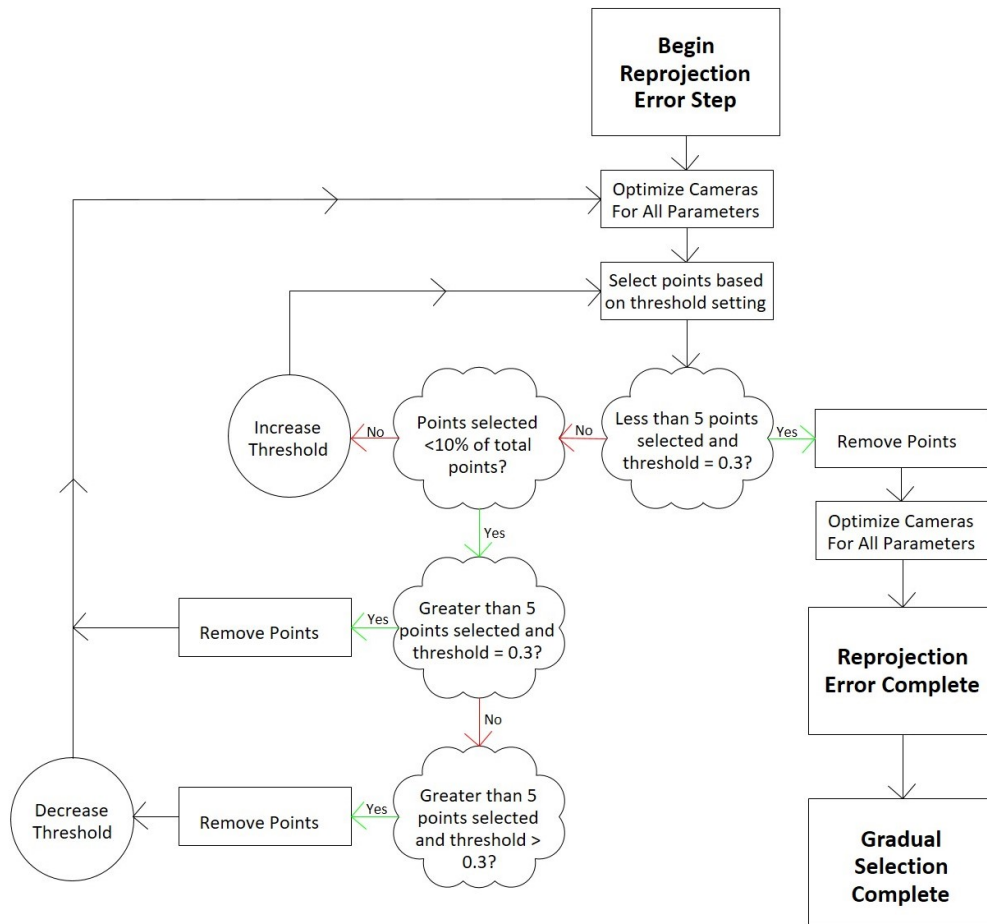 Begin
Reprojection
Error Step
Optimize Cameras
For All Parameters
Select points based
on threshold setting
Less than 5 points
selected and
threshold = 0.3?
No
Yes
Points selected
<10% of total
points?
No
Yes
Increase
Threshold
Remove Points
Optimize Cameras
For All Parameters
Reprojection
Error Complete
Gradual
Selection
Complete
Greater than 5
points selected and
threshold = 0.3?
Yes
No
Remove Points
Greater than 5
points selected
and threshold >
0.3?
Yes
Remove Points
Decrease
Threshold